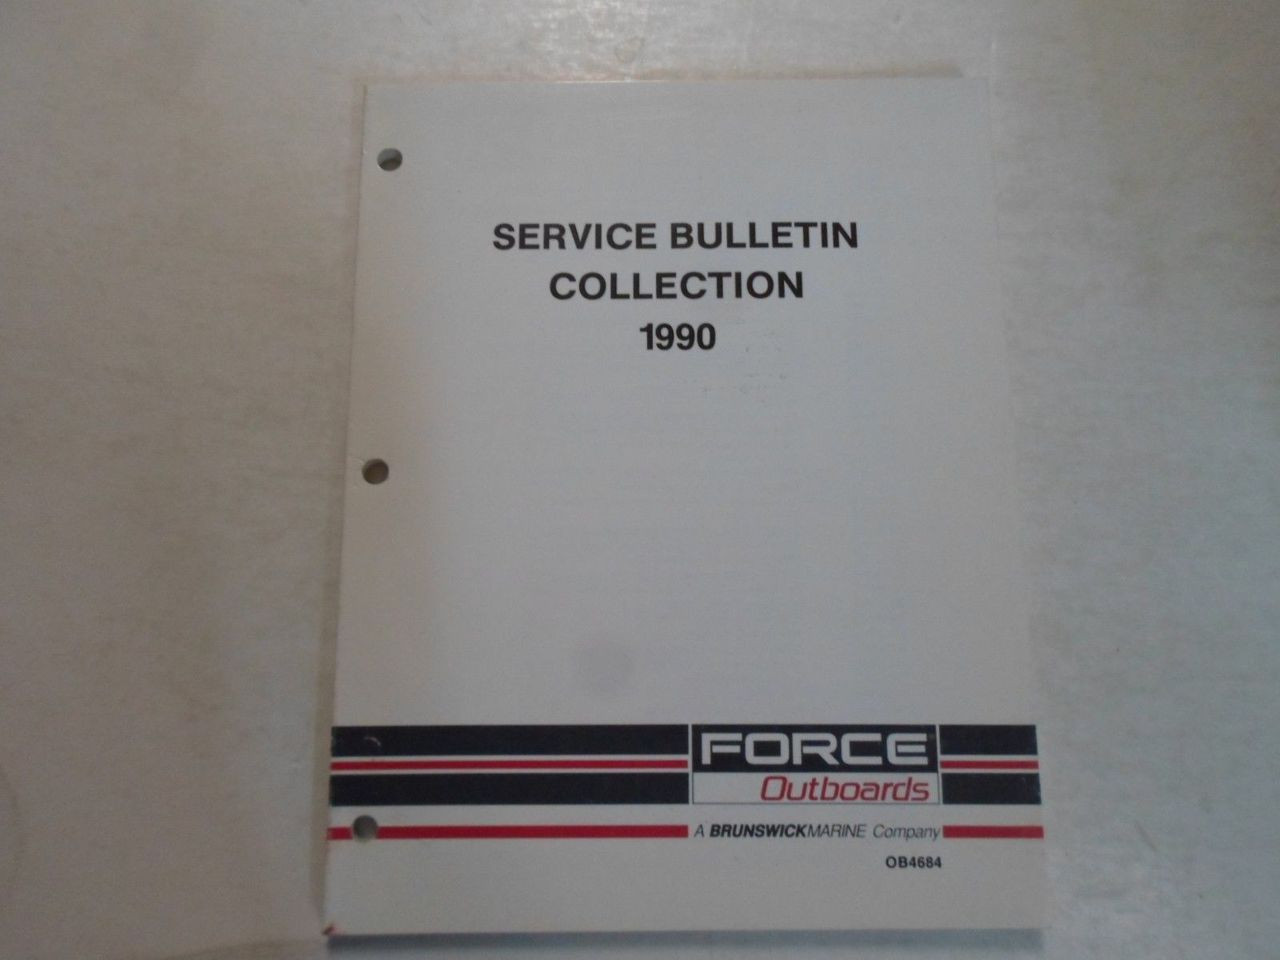 SERVICE BULLETIN
COLLECTION
1990
FORCE
Outboards
A BRUNSWICKMARINE Company
OB4684